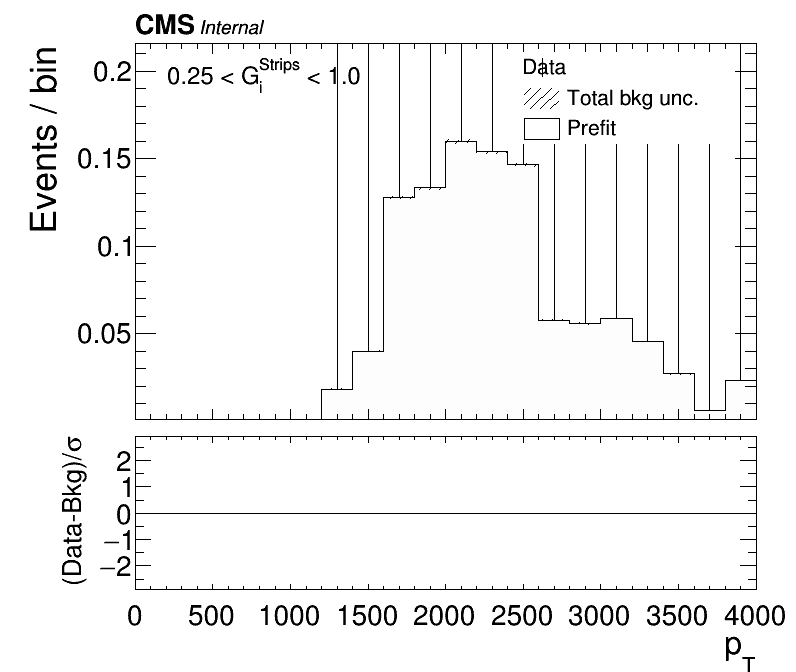 CMS Internal
0.25 < G_i^Strips < 1.0
Data
Total bkg unc.
Prefit
Events / bin
0.2
0.15
0.1
0.05
(Data-Bkg)/σ
2
1
0
−1
−2
0 500 1000 1500 2000 2500 3000 3500 4000
p_T